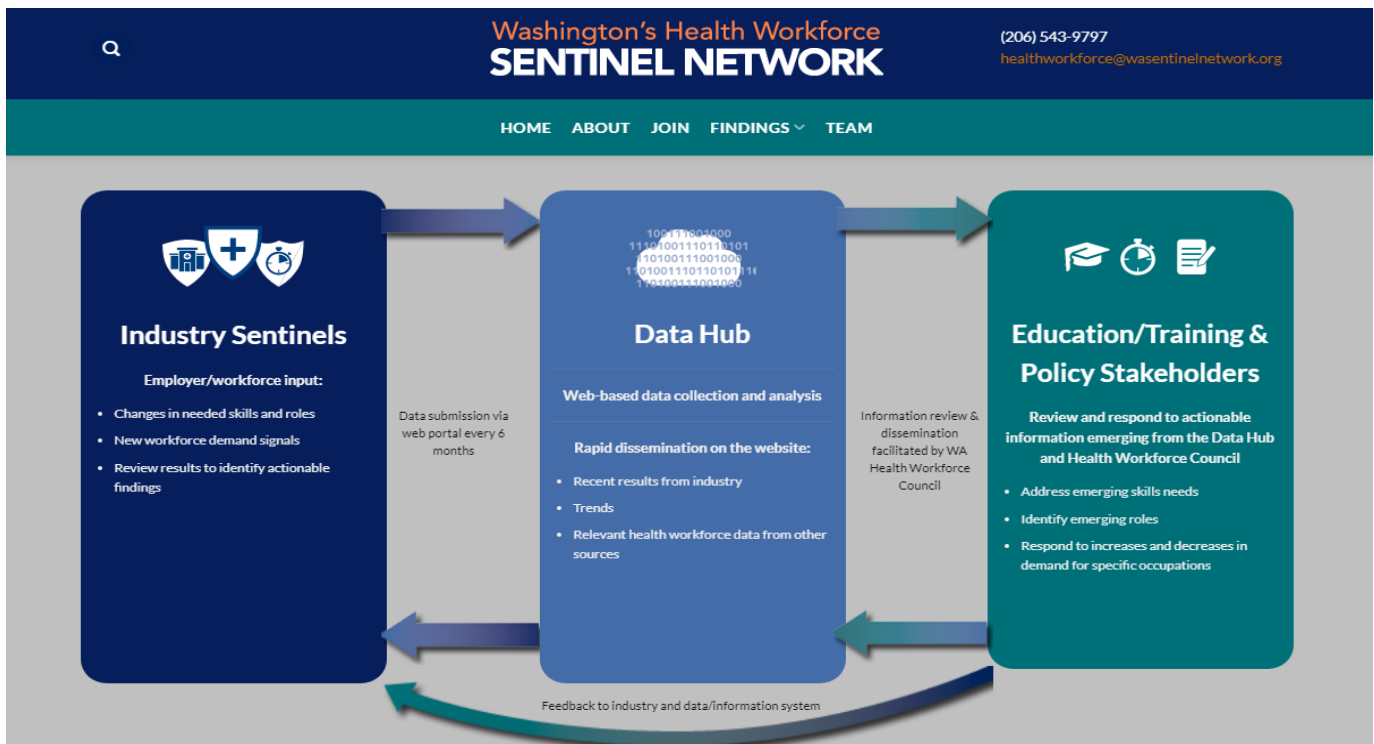 Washington's Health Workforce
SENTINEL NETWORK
(206) 543-9797
healthworkforce@wasentinelnetwork.org
HOME ABOUT JOIN FINDINGS TEAM
Industry Sentinels
Employer/workforce input:
• Changes in needed skills and roles
• New workforce demand signals
• Review results to identify actionable
findings
Data submission via
web portal every 6
months
Data Hub
Web-based data collection and analysis
Rapid dissemination on the website:
• Recent results from industry
• Trends
• Relevant health workforce data from other
sources
Information review &
dissemination
facilitated by WA
Health Workforce
Council
Education/Training &
Policy Stakeholders
Review and respond to actionable
information emerging from the Data Hub
and Health Workforce Council
• Address emerging skills needs
• Identify emerging roles
• Respond to increases and decreases in
demand for specific occupations
Feedback to industry and data/information system